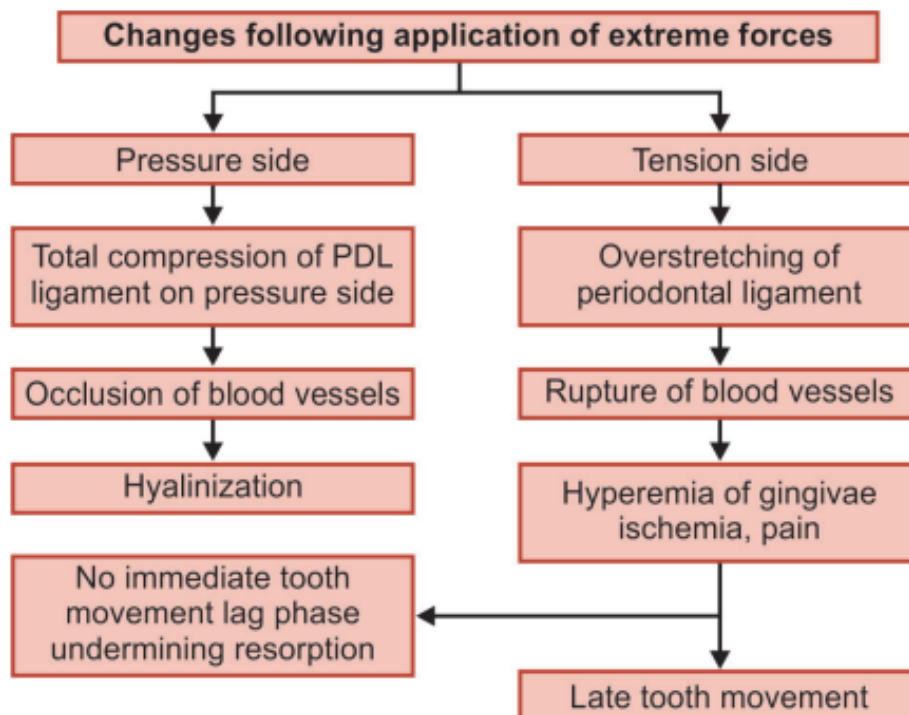 Changes following application of extreme forces
Pressure side
Tension side
Total compression of PDL
ligament on pressure side
Overstretching of
periodontal ligament
Occlusion of blood vessels
Rupture of blood vessels
Hyalinization
Hyperemia of gingivae
ischemia, pain
No immediate tooth
movement lag phase
undermining resorption
Late tooth movement